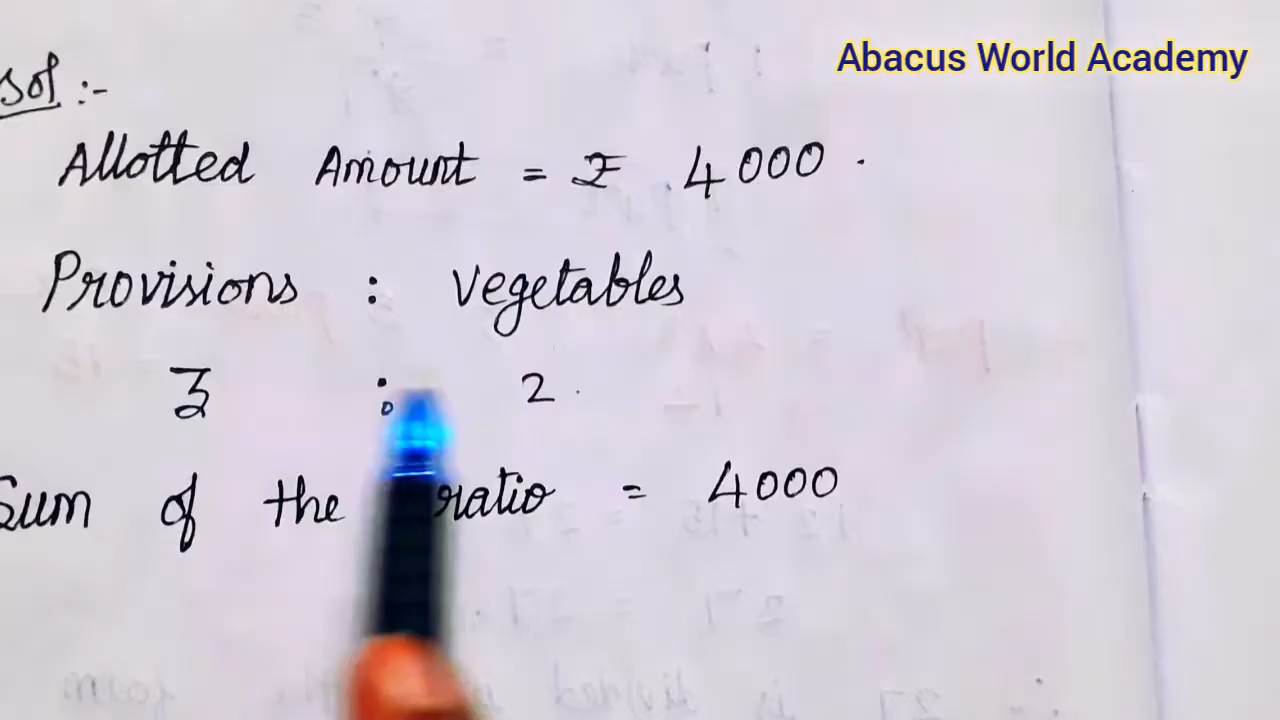 Abacus World Academy
sol :-
Allotted Amount = ₹ 4000.
Provisions : vegetables
3 : 2
Sum of the ratio = 4000